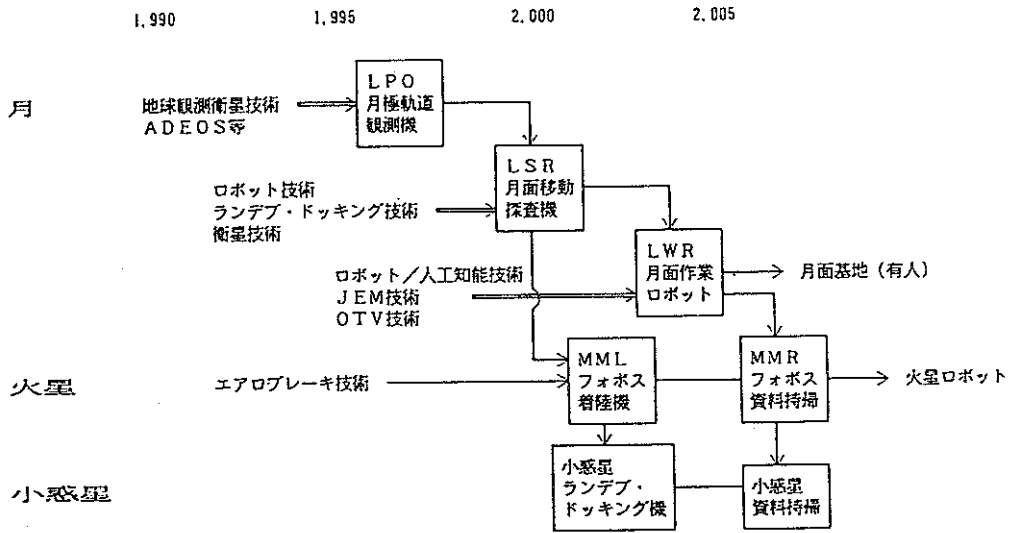 1,990 1,995 2,000 2,005
月
地球観測衛星技術
ADEOS等
LPO
月極軌道
観測機
ロボット技術
ランデブ・ドッキング技術
衛星技術
LSR
月面移動
探査機
ロボット/人工知能技術
JEM技術
OTV技術
LWR
月面作業
ロボット
月面基地(有人)
火星
エアロブレーキ技術
MML
フォボス
着陸機
MMR
フォボス
資料持掃
火星ロボット
小惑星
小惑星
ランデブ・
ドッキング機
小惑星
資料持掃